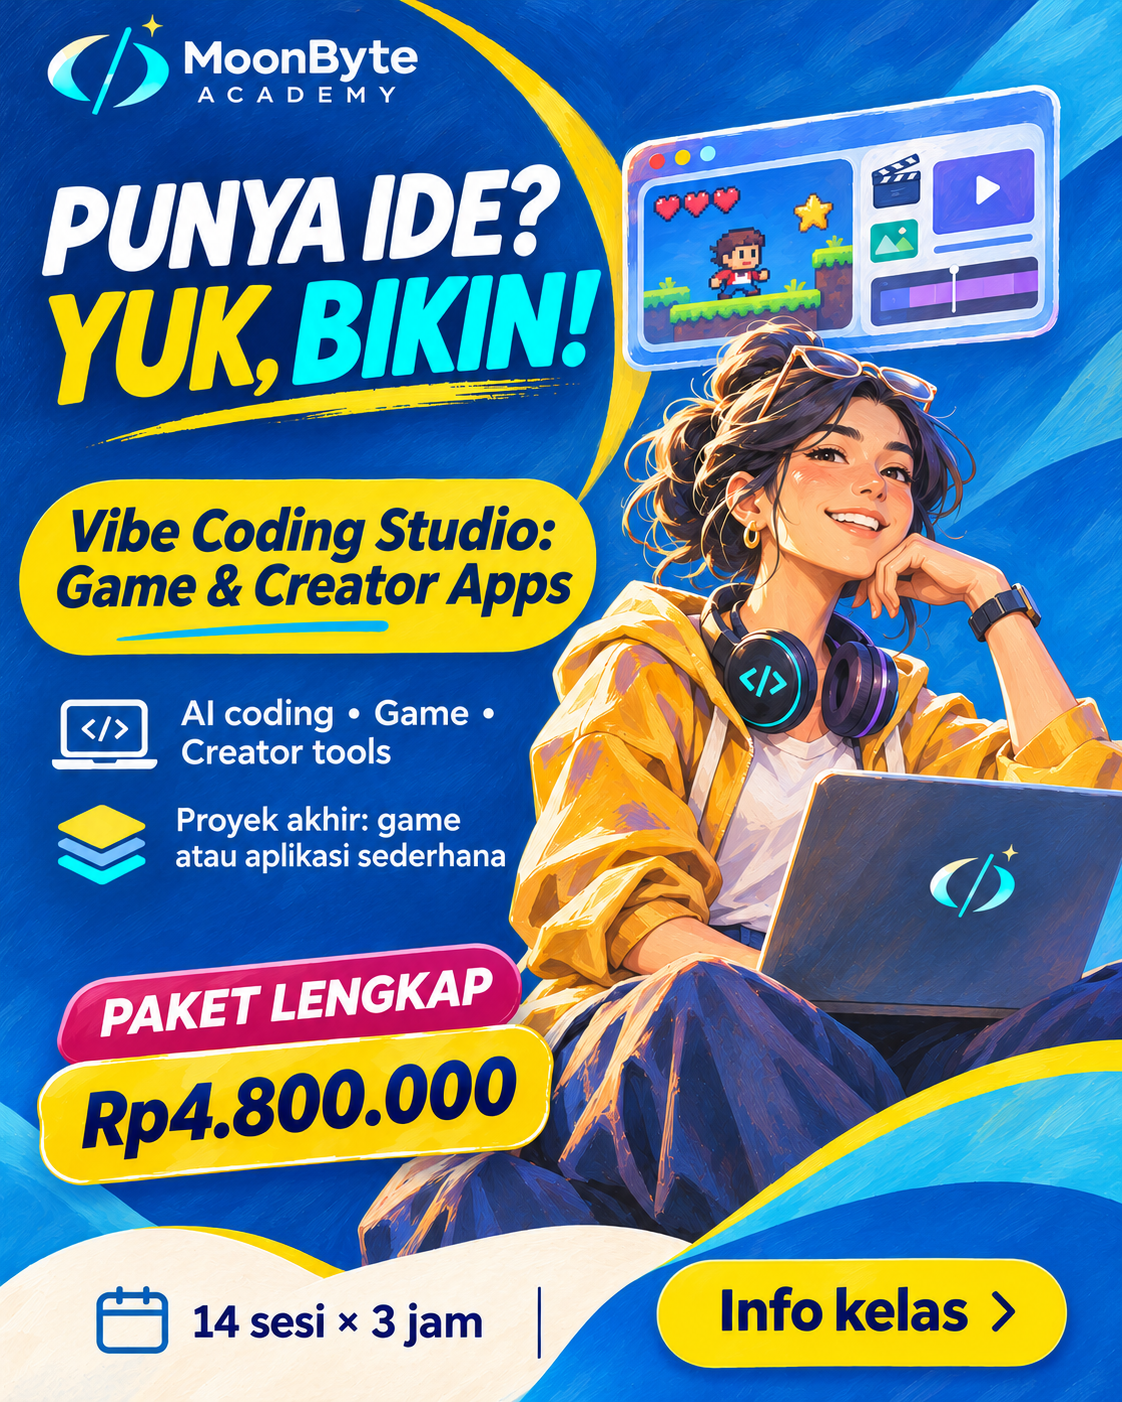 MoonByte
ACADEMY
PUNYA IDE?
YUK, BIKIN!
Vibe Coding Studio:
Game & Creator Apps
</>
AI coding • Game •
Creator tools
Proyek akhir: game
atau aplikasi sederhana
</>
PAKET LENGKAP
Rp4.800.000
14 sesi × 3 jam
Info kelas >